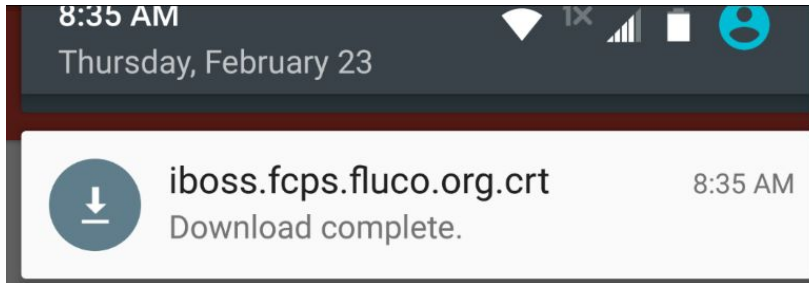 8:35 AM
1X
Thursday, February 23
iboss.fcps.fluco.org.crt
8:35 AM
Download complete.